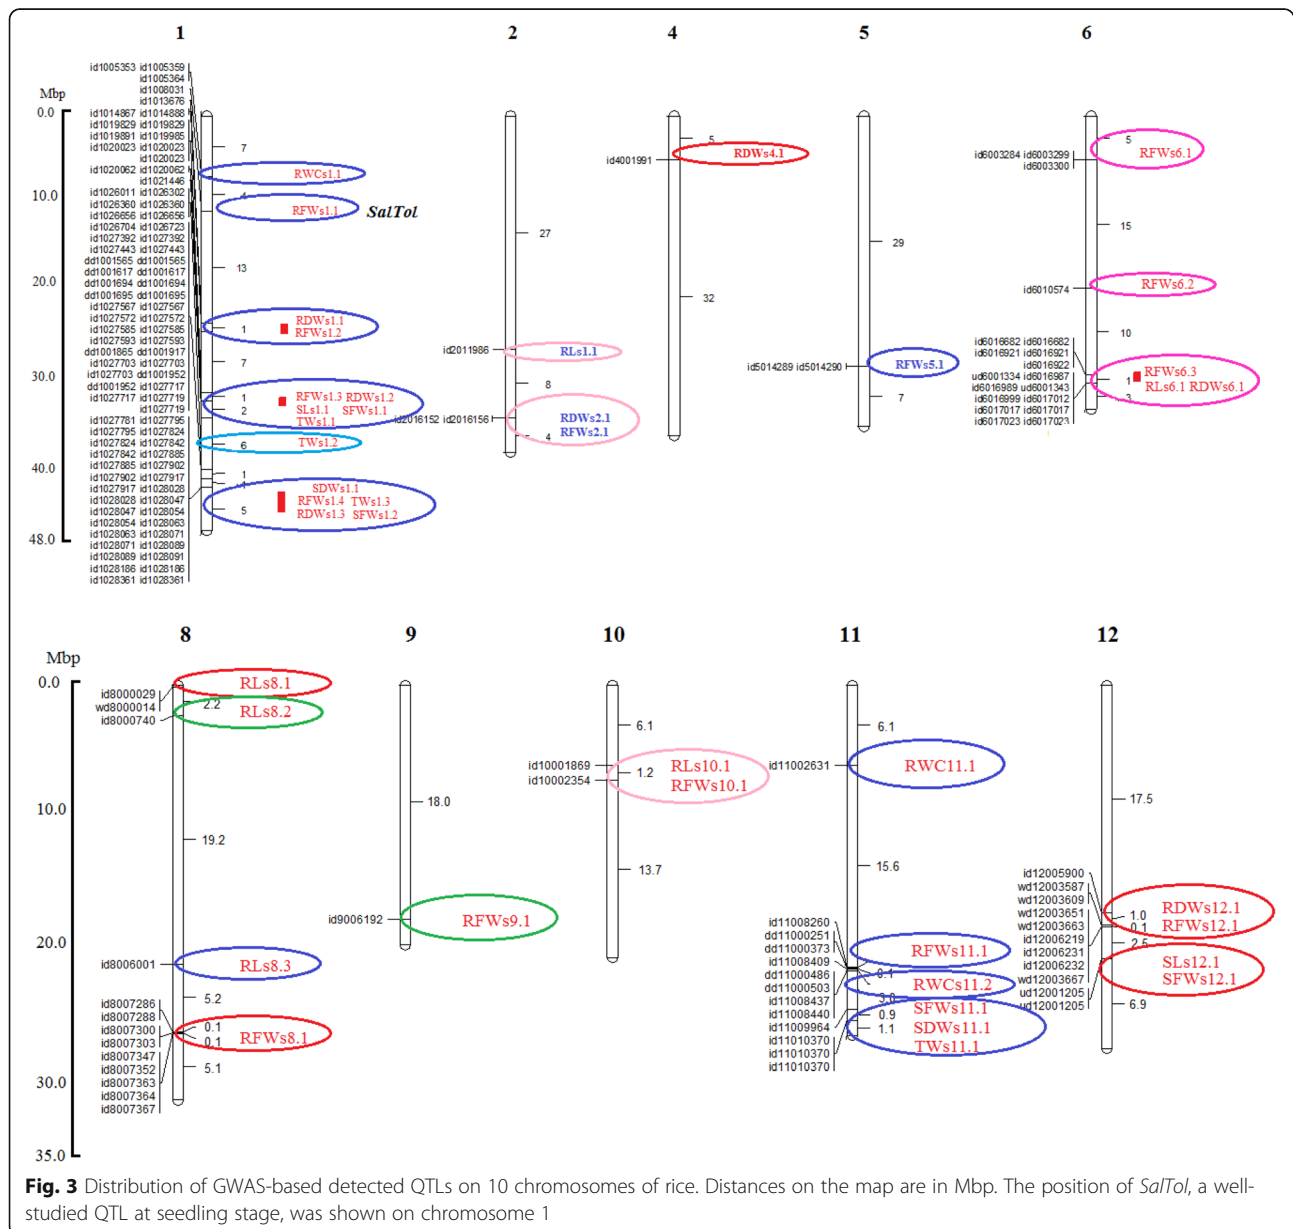 1 2 4 5 6
Mbp
0.0
10.0
20.0
30.0
40.0
48.0
id1005353 id1005359
id1005364
id1008031
id1013676
id1014867 id1014888
id1019829 id1019829
id1019891 id1019985
id1020023 id1020023
id1020023
id1020062 id1020062
id1021446
id1026011 id1026302
id1026360 id1026360
id1026656 id1026656
id1026704 id1026723
id1027392 id1027392
id1027443 id1027443
dd1001565 dd1001565
dd1001617 dd1001617
dd1001694 dd1001694
dd1001695 dd1001695
id1027567 id1027567
id1027572 id1027572
id1027585 id1027585
id1027593 id1027593
dd1001865 dd1001917
id1027703 id1027703
id1027703 dd1001952
dd1001952 id1027717
id1027717 id1027719
id1027719
id1027781 id1027795
id1027795 id1027824
id1027824 id1027842
id1027842 id1027885
id1027885 id1027902
id1027902 id1027917
id1027917 id1028028
id1028028 id1028047
id1028047 id1028054
id1028054 id1028063
id1028063 id1028071
id1028071 id1028089
id1028089 id1028091
id1028186 id1028186
id1028361 id1028361
7
RWCs1.1
4
RFWs1.1 SalTol
13
1
RDWs1.1
RFWs1.2
7
1
2
RFWs1.3 RDWs1.2
SLs1.1 SFWs1.1
TWs1.1
TWs1.2
6
1
5
SDWs1.1
RFWs1.4 TWs1.3
RDWs1.3 SFWs1.2
27
id2011986
RLs1.1
8
id2016152 id2016156
RDWs2.1
RFWs2.1
4
5
id4001991
RDWs4.1
32
29
id5014289 id5014290
RFWs5.1
7
5
RFWs6.1
id6003284 id6003299
id6003300
15
id6010574
RFWs6.2
10
id6016682 id6016682
id6016921 id6016921
id6016922
ud6001334 id6016987
id6016989 ud6001343
id6016999 id6017012
id6017017 id6017017
id6017023 id6017023
1
3
RFWs6.3
RLs6.1 RDWs6.1
8 9 10 11 12
Mbp
0.0
10.0
20.0
30.0
35.0
id8000029
wd8000014
id8000740
RLs8.1
2.2
RLs8.2
19.2
id8006001
RLs8.3
5.2
id8007286
id8007288
id8007300
id8007303
id8007347
id8007352
id8007363
id8007364
id8007367
0.1
0.1
RFWs8.1
5.1
18.0
id9006192
RFWs9.1
6.1
id10001869
id10002354
1.2
RLs10.1
RFWs10.1
13.7
6.1
id11002631
RWC11.1
15.6
id11008260
dd11000251
dd11000373
id11008409
dd11000486
dd11000503
id11008437
id11008440
id11009964
id11010370
id11010370
RFWs11.1
0.1
RWCs11.2
3.0
0.9
1.1
SFWs11.1
SDWs11.1
TWs11.1
17.5
id12005900
wd12003587
wd12003609
wd12003651
wd12003663
id12006219
id12006231
id12006232
wd12003667
ud12001205
ud12001205
1.0
0.1
2.5
RDWs12.1
RFWs12.1
SLs12.1
SFWs12.1
6.9
Fig. 3 Distribution of GWAS-based detected QTLs on 10 chromosomes of rice. Distances on the map are in Mbp. The position of SalTol, a well-
studied QTL at seedling stage, was shown on chromosome 1